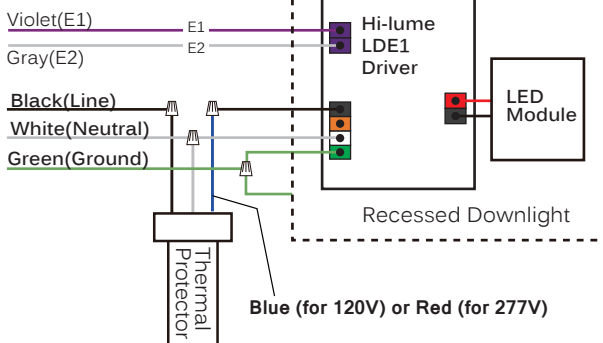 Violet(E1)
E1
E2
Gray(E2)
Hi-lume
LDE1
Driver
Black(Line)
White(Neutral)
Green(Ground)
LED
Module
Recessed Downlight
Thermal
Protector
Blue (for 120V) or Red (for 277V)